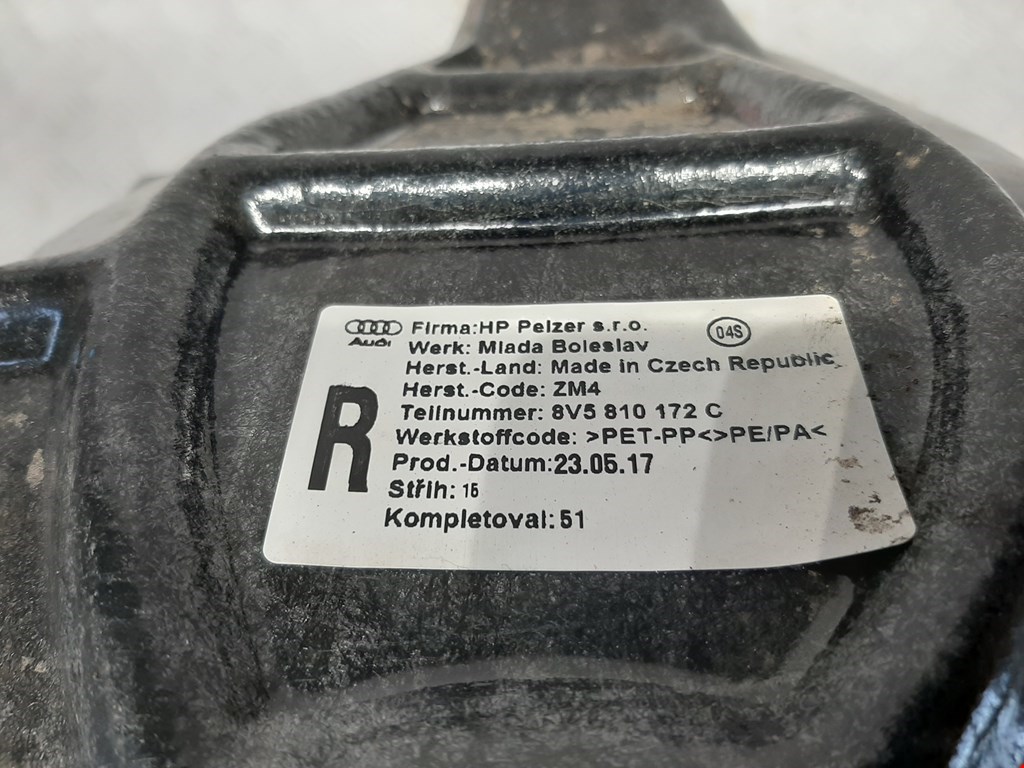 Firma:HP Pelzer s.r.o.
04S
Audi
Werk: Mlada Boleslav
Herst.-Land: Made in Czech Republic
Herst.-Code: ZM4
R
Teilnummer: 8V5 810 172 C
Werkstoffcode: >PET-PP<>PE/PA<
Prod.-Datum:23.05.17
Střih: 15
Kompletoval:51